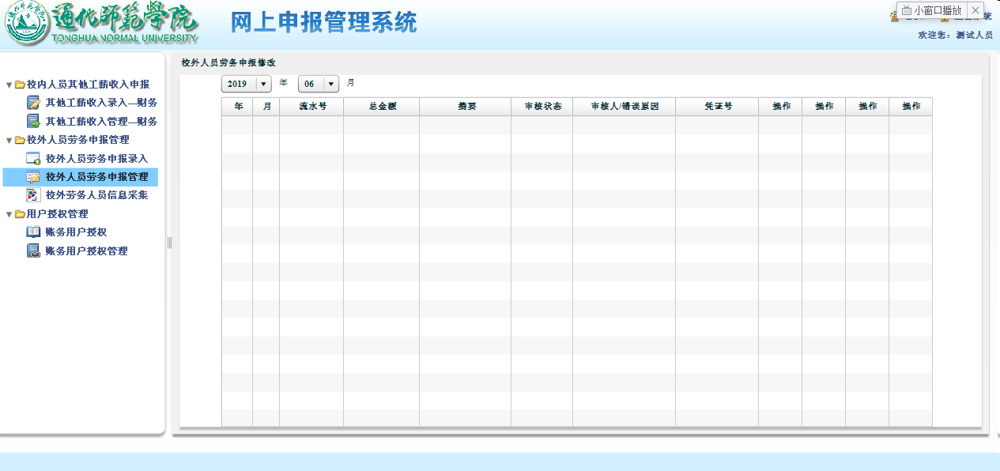 通化師範學院
TONGHUA NORMAL UNIVERSITY
网上申报管理系统
小窗口播放
欢迎您：测试人员
校内人员其他工薪收入申报
其他工薪收入录入—财务
其他工薪收入管理—财务
校外人员劳务申报管理
校外人员劳务申报录入
校外人员劳务申报管理
校外劳务人员信息采集
用户授权管理
账务用户授权
账务用户授权管理
校外人员劳务申报修改
2019 年 06 月
年 月 流水号 总金额 摘要 审核状态 审核人/错误原因 凭证号 操作 操作 操作 操作